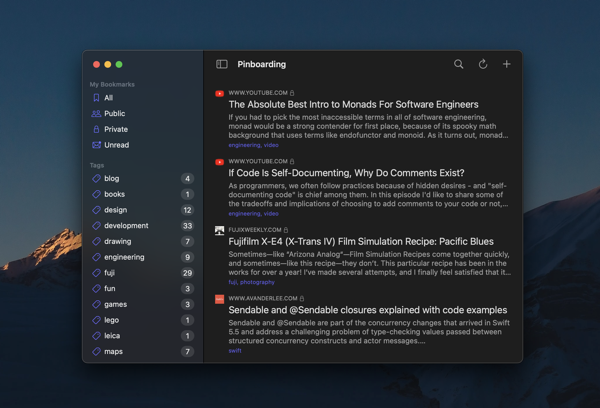 Pinboarding
My Bookmarks
All
Public
Private
Unread
Tags
blog 4
books 1
design 12
development 33
drawing 7
engineering 9
fuji 29
fun 3
games 3
lego 1
leica 1
maps 7
WWW.YOUTUBE.COM
The Absolute Best Intro to Monads For Software Engineers
If you had to pick the most inaccessible terms in all of software engineering,
monad would be a strong contender for first place, because of its spooky math
background that uses terms like endofunctor and monoid. As it turns out, monad...
engineering, video
WWW.YOUTUBE.COM
If Code Is Self-Documenting, Why Do Comments Exist?
As programmers, we often follow practices because of hidden desires - and "self-
documenting code" is chief among them. In this episode I'd like to share some of
the tradeoffs and implications of choosing to add comments to your code or not,...
engineering, video
FUJIXWEEKLY.COM
Fujifilm X-E4 (X-Trans IV) Film Simulation Recipe: Pacific Blues
Sometimes—like "Arizona Analog"—Film Simulation Recipes come together quickly,
and sometimes—like this recipe—they don't. This particular recipe has been in the
works for over a year! I've made several attempts, and I finally feel satisfied that it...
fuji, photography
WWW.AVANDERLEE.COM
Sendable and @Sendable closures explained with code examples
Sendable and @Sendable are part of the concurrency changes that arrived in Swift
5.5 and address a challenging problem of type-checking values passed between
structured concurrency constructs and actor messages....
swift